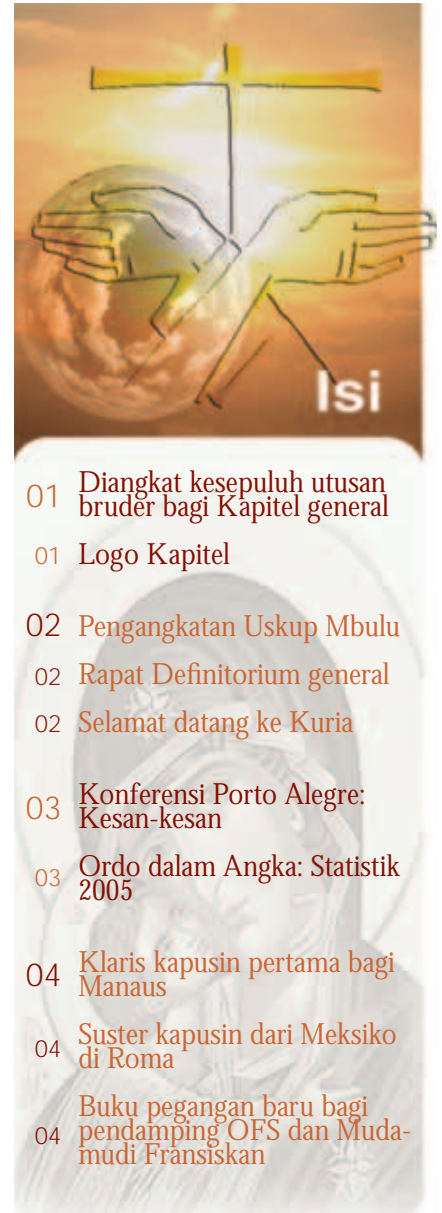 Isi
01 Diangkat kesepuluh utusan
bruder bagi Kapitel general
01 Logo Kapitel
02 Pengangkatan Uskup Mbulu
02 Rapat Definitorium general
02 Selamat datang ke Kuria
03 Konferensi Porto Alegre:
Kesan-kesan
03 Ordo dalam Angka: Statistik
2005
04 Klaris kapusin pertama bagi
Manaus
04 Suster kapusin dari Meksiko
di Roma
Buku pegangan baru bagi
04 pendamping OFS dan Muda-
mudi Fransiskan